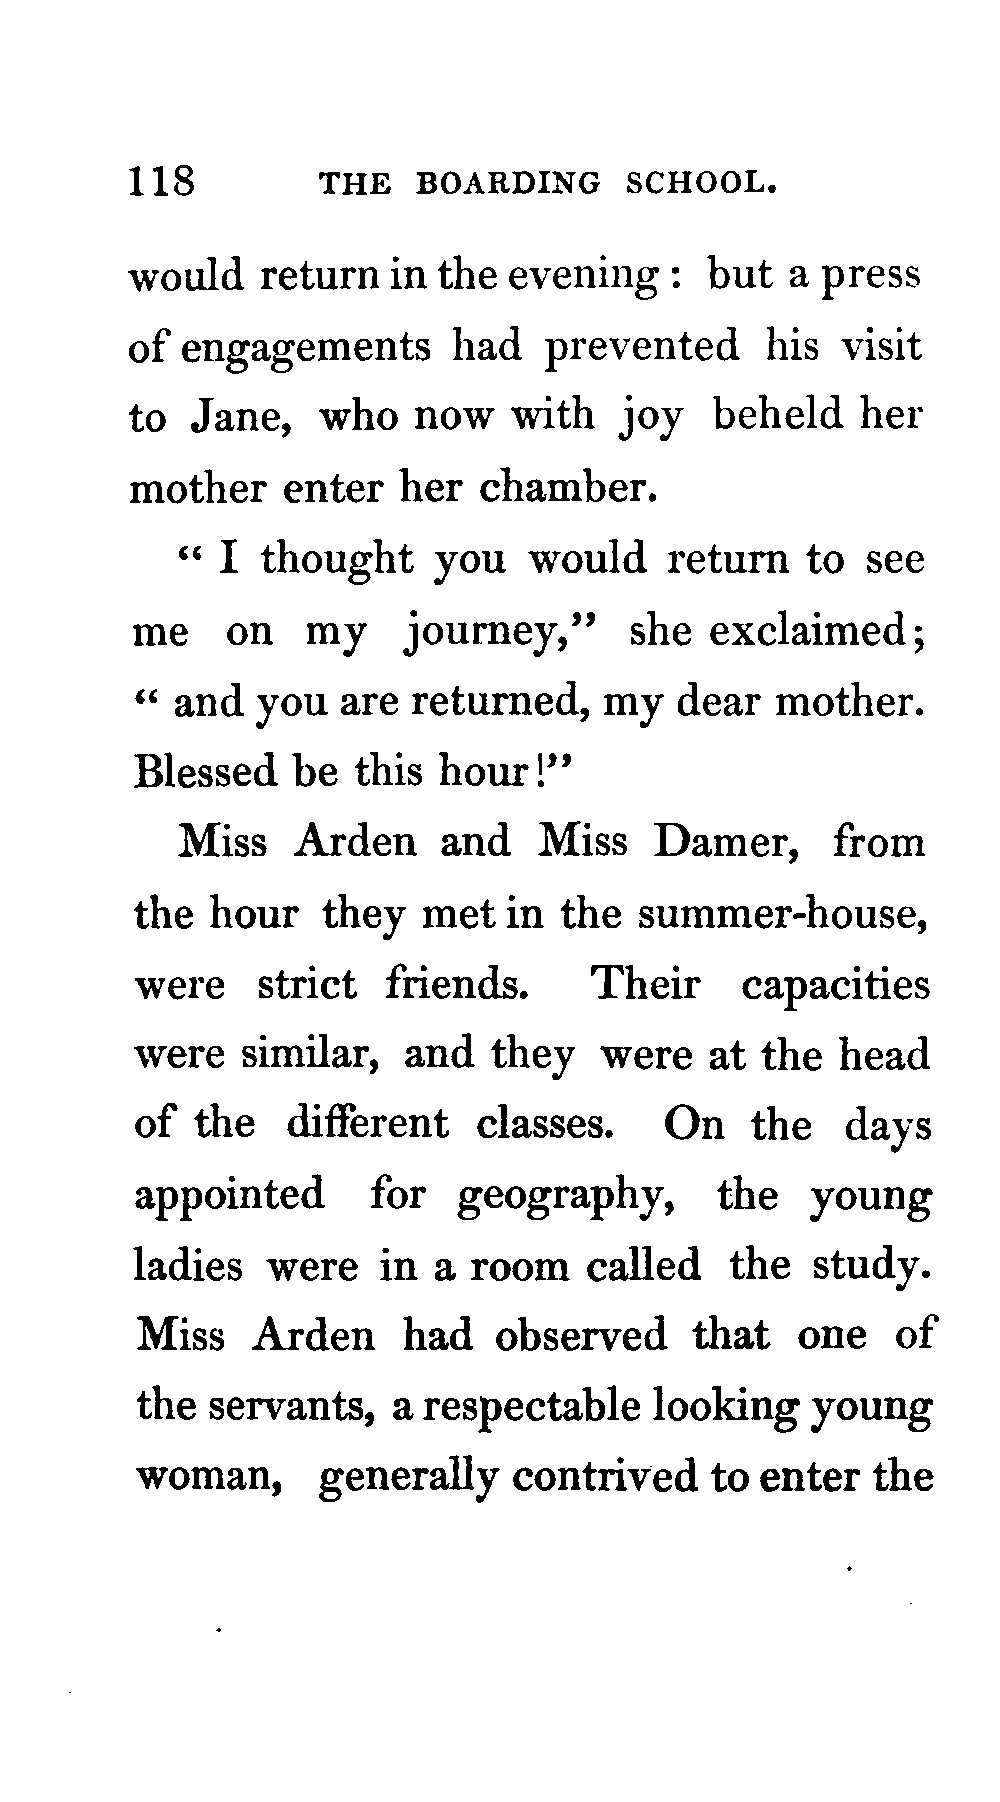 118 THE BOARDING SCHOOL.
would return in the evening : but a press
of engagements had prevented his visit
to Jane, who now with joy beheld her
mother enter her chamber.
“ I thought you would return to see
me on my journey,” she exclaimed;
“ and you are returned, my dear mother.
Blessed be this hour!”
Miss Arden and Miss Damer, from
the hour they met in the summer-house,
were strict friends. Their capacities
were similar, and they were at the head
of the different classes. On the days
appointed for geography, the young
ladies were in a room called the study.
Miss Arden had observed that one of
the servants, a respectable looking young
woman, generally contrived to enter the